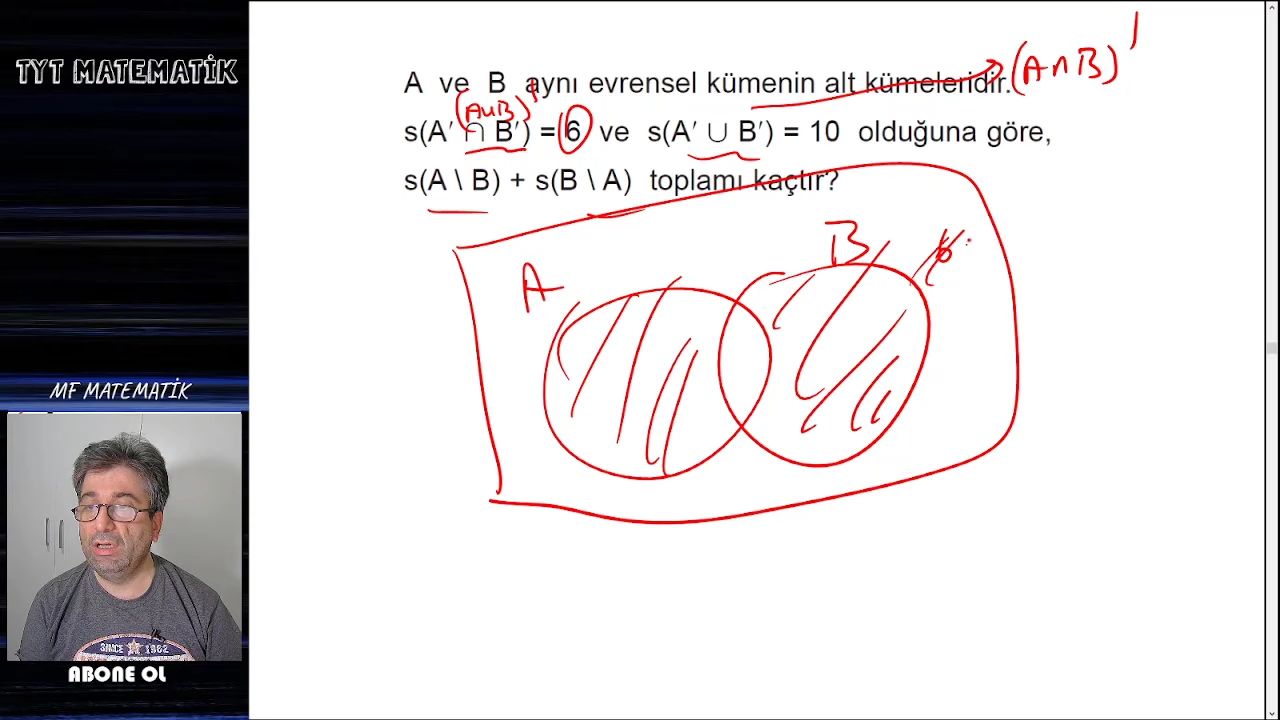 TYT MATEMATİK
(A∩B)'
A ve B aynı evrensel kümenin alt kümeleridir.
(A∪B)'
s(A′ ∩ B′) = 6 ve s(A′ ∪ B′) = 10 olduğuna göre,
s(A \ B) + s(B \ A) toplamı kaçtır?
B
6
A
MF MATEMATİK
SINCE 1962
ABONE OL